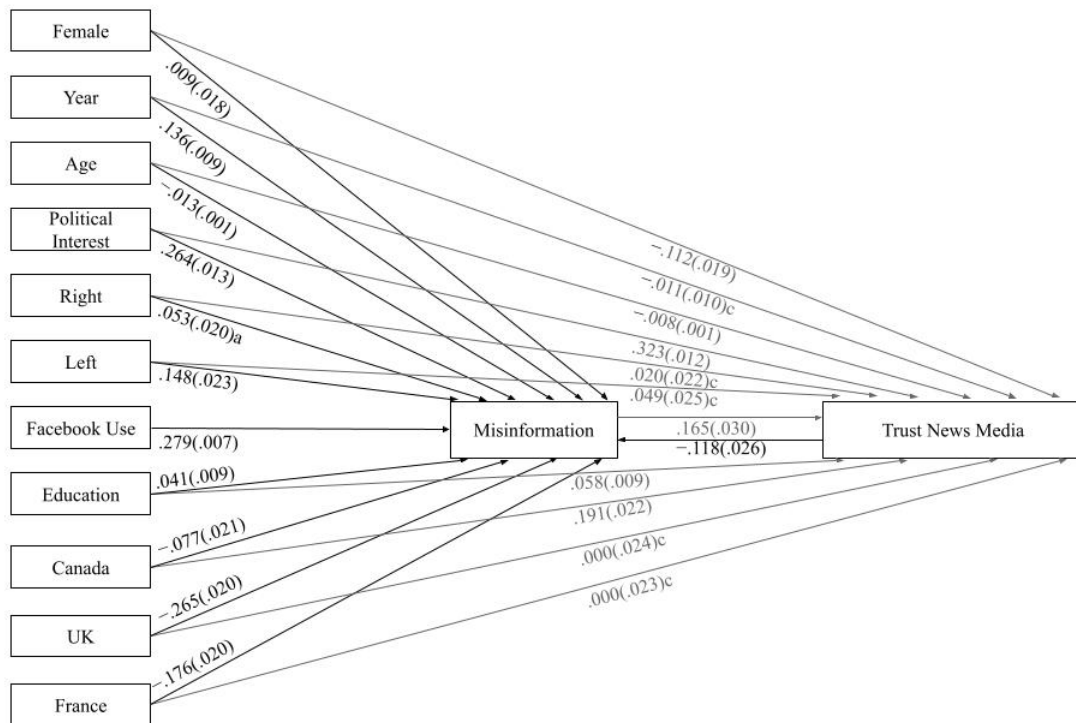 Female
.009(.018)
Year
.136(.009)
Age
−.013(.001)
Political
Interest
.264(.013)
Right
.053(.020)a
Left
.148(.023)
Facebook Use
.279(.007)
Education
.041(.009)
Canada
−.077(.021)
UK
−.265(.020)
France
−.176(.020)
Misinformation
−.112(.019)
−.011(.010)c
−.008(.001)
.323(.012)
.020(.022)c
.049(.025)c
.165(.030)
−.118(.026)
.058(.009)
.191(.022)
.000(.024)c
.000(.023)c
Trust News Media